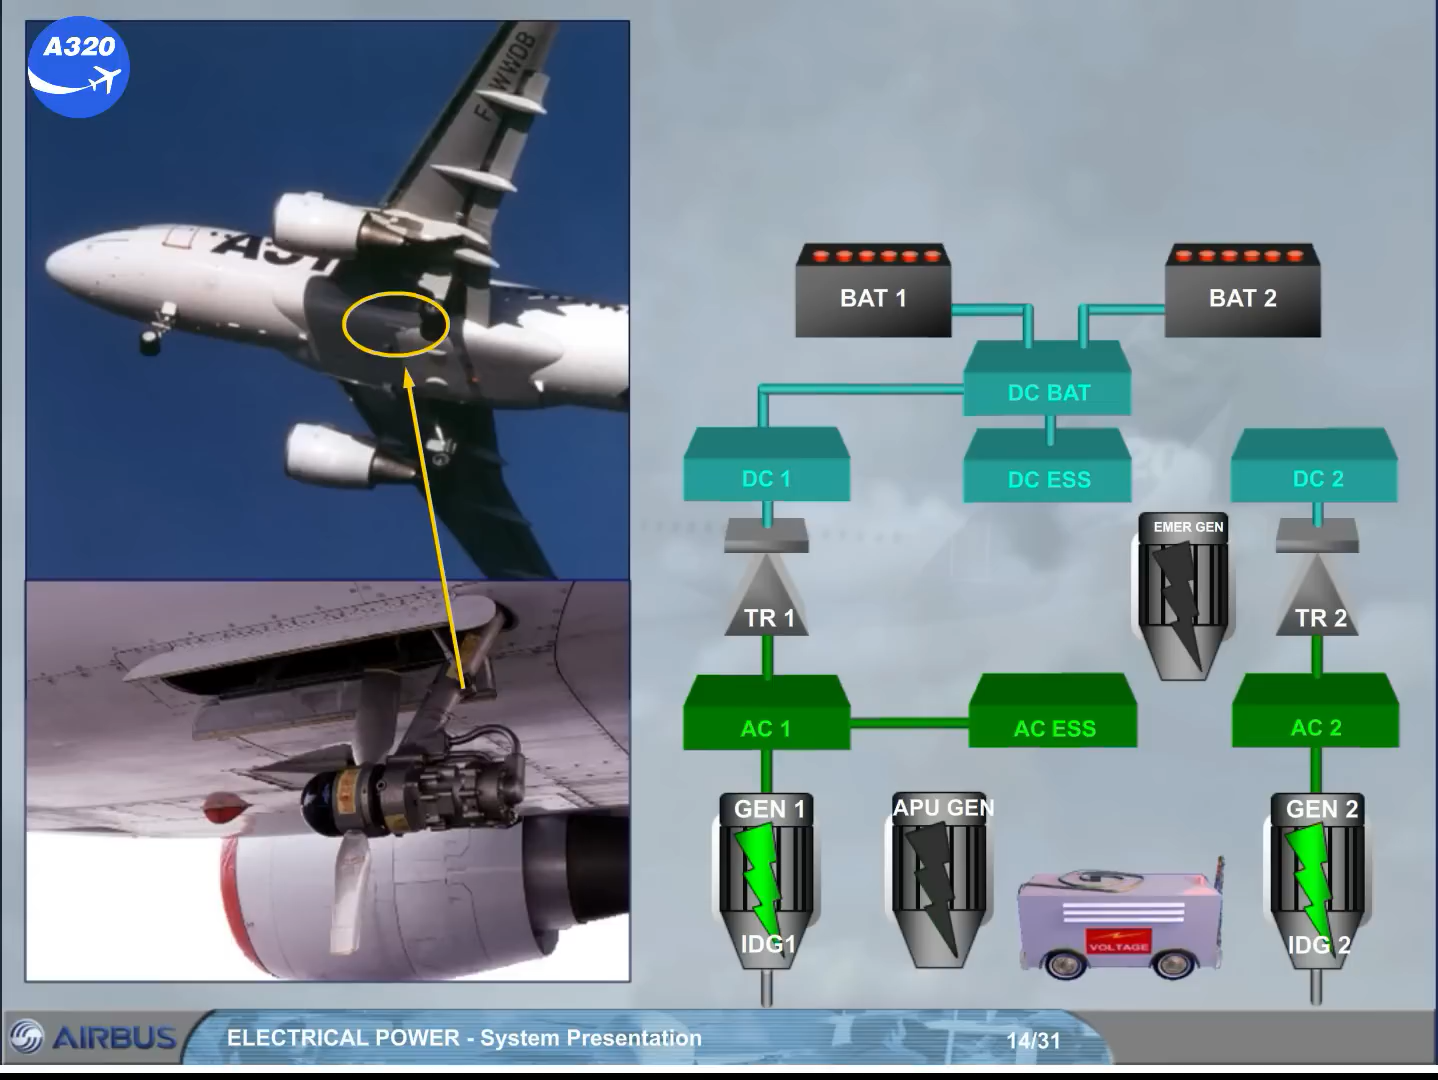 A320
F-WWDB
BAT 1
BAT 2
DC BAT
DC 1
DC ESS
DC 2
EMER GEN
TR 1
TR 2
AC 1
AC ESS
AC 2
GEN 1
APU GEN
GEN 2
IDG1
VOLTAGE
IDG 2
AIRBUS
ELECTRICAL POWER - System Presentation
14/31